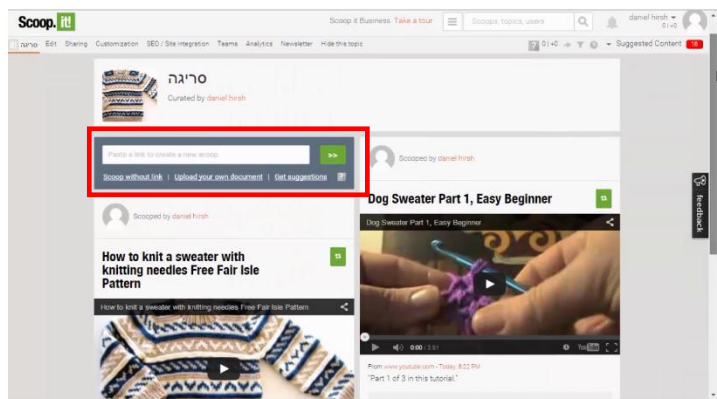 Scoop.it!
Scoop.it Business. Take a tour
Scoops, topics, users
daniel hirsh
0 | +0
סריגה Edit Sharing Customization SEO / Site integration Teams Analytics Newsletter Hide this topic
0 | +0
Suggested Content 16
סריגה
Curated by daniel hirsh
Paste a link to create a new scoop
>>
Scoop without link | Upload your own document | Get suggestions
Scooped by daniel hirsh
How to knit a sweater with
knitting needles Free Fair Isle
Pattern
How to knit a sweater with knitting needles Free Fair Isle Pattern
Scooped by daniel hirsh
Dog Sweater Part 1, Easy Beginner
Dog Sweater Part 1, Easy Beginner
0:00 / 3:51
YouTube
From www.youtube.com - Today, 8:22 PM
"Part 1 of 3 in this tutorial."
feedback